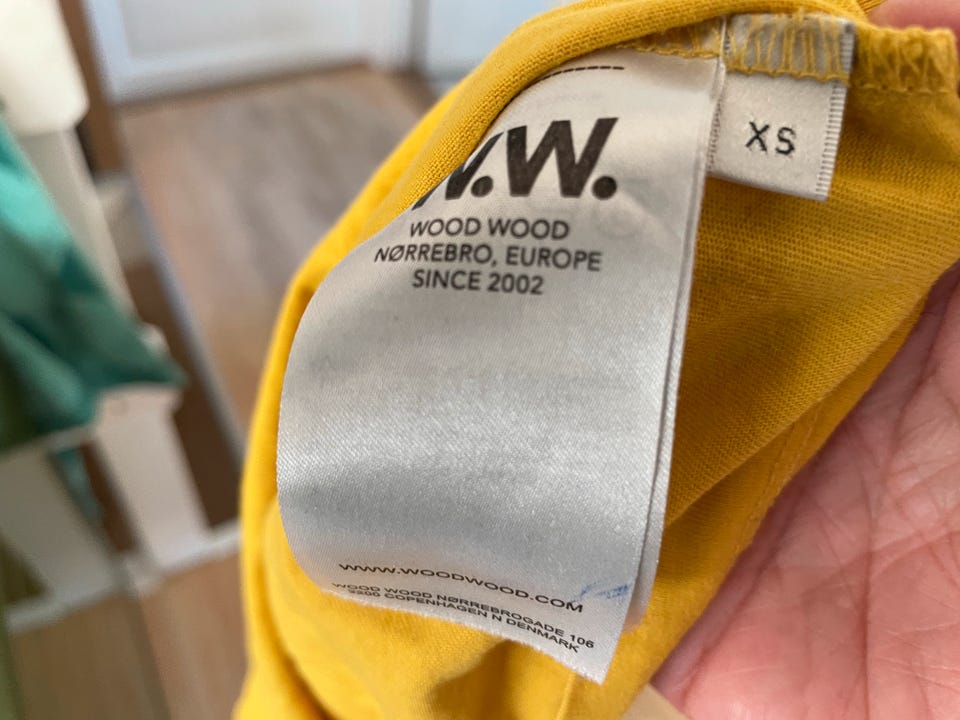 W.W.
WOOD WOOD
NØRREBRO, EUROPE
SINCE 2002
WWW.WOODWOOD.COM
WOOD WOOD NØRREBROGADE 106
2200 COPENHAGEN N DENMARK
XS